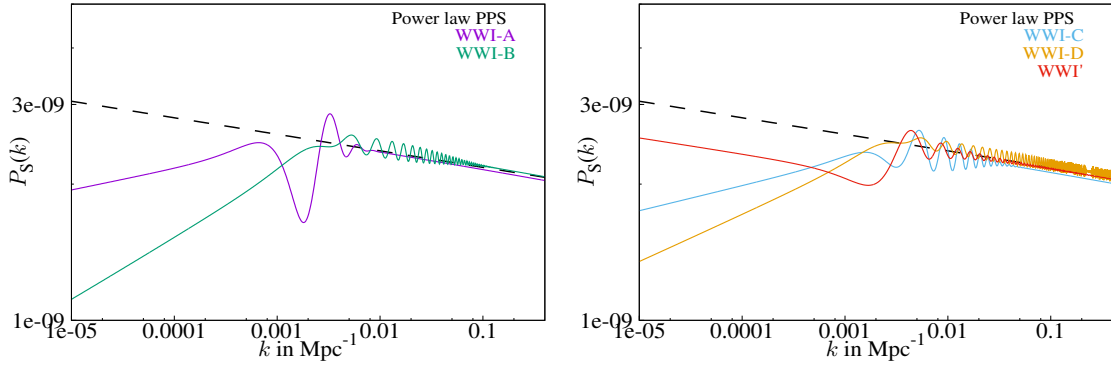 Power law PPS
WWI-A
WWI-B
3e-09
1e-09
P_S(k)
1e-05 0.0001 0.001 0.01 0.1
k in Mpc⁻¹
Power law PPS
WWI-C
WWI-D
WWI'
3e-09
1e-09
P_S(k)
1e-05 0.0001 0.001 0.01 0.1
k in Mpc⁻¹